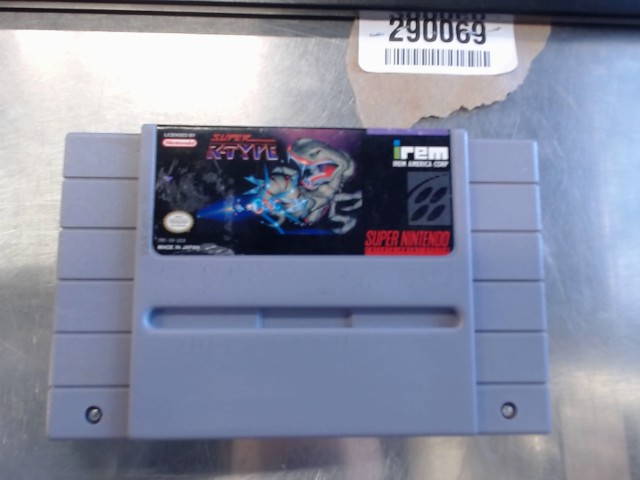 290069
LICENSED BY
Nintendo
SUPER
R-TYPE
irem
IREM AMERICA CORP
SUPER NINTENDO
MADE IN JAPAN